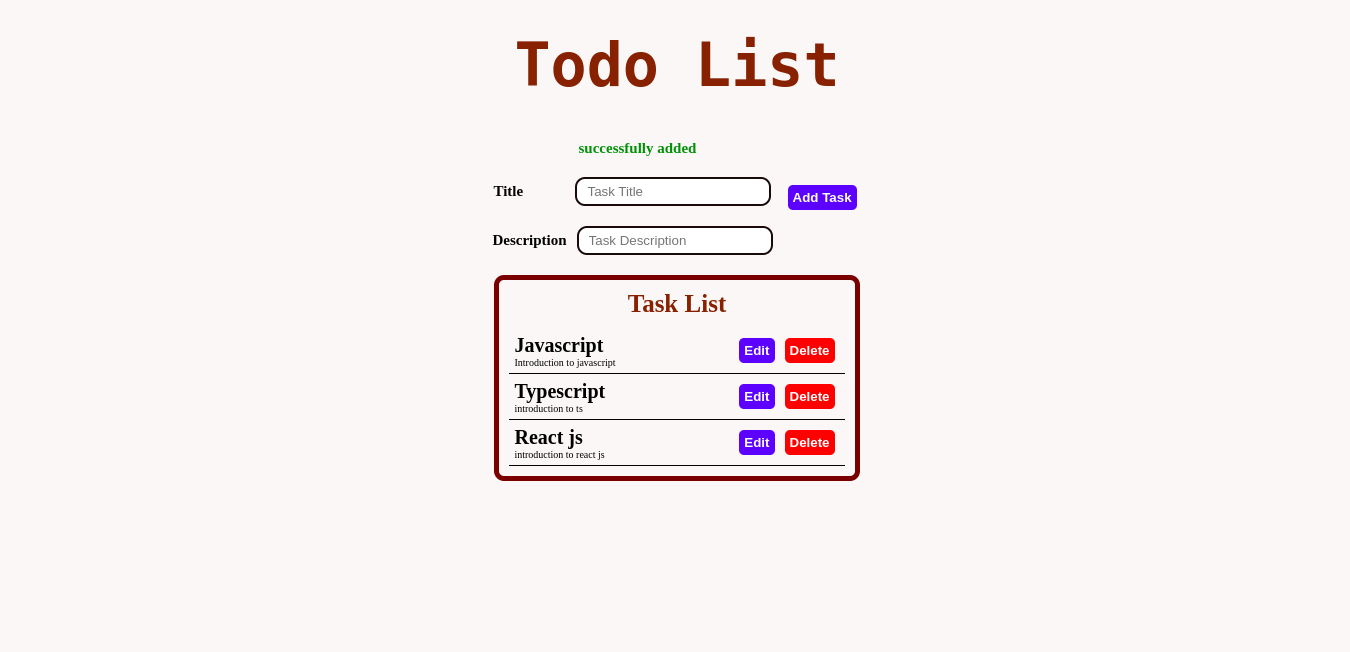 Todo List
successfully added
Title
Task Title
Add Task
Description
Task Description
Task List
Javascript
Introduction to javascript
Edit
Delete
Typescript
introduction to ts
Edit
Delete
React js
introduction to react js
Edit
Delete